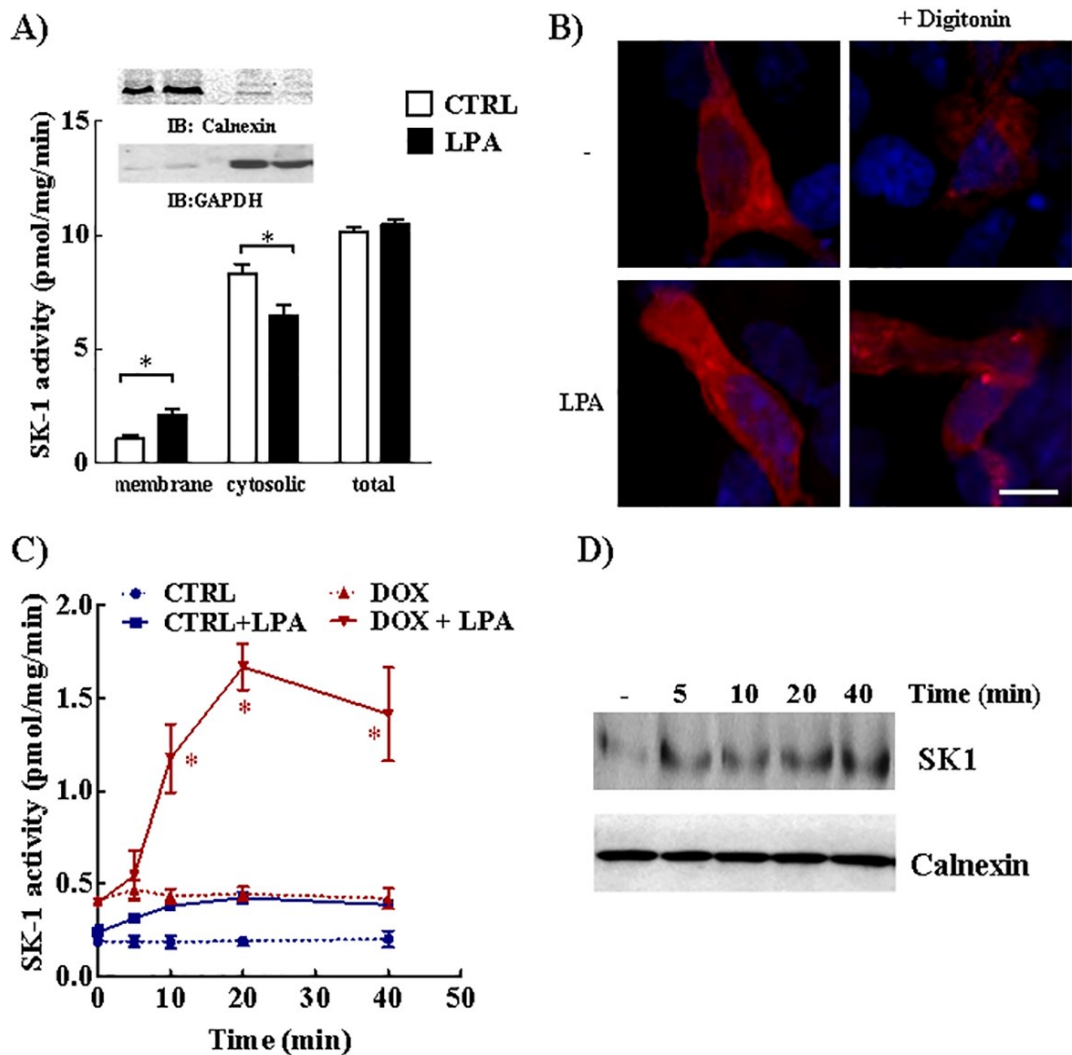 A)
IB: Calnexin
IB:GAPDH
CTRL
LPA
SK-1 activity (pmol/mg/min)
15
10
5
0
*
*
membrane
cytosolic
total
B)
+ Digitonin
-
LPA
C)
CTRL
CTRL+LPA
DOX
DOX + LPA
SK-1 activity (pmol/mg/min)
2.0
1.5
1.0
0.5
0.0
*
*
*
0 10 20 30 40 50
Time (min)
D)
- 5 10 20 40 Time (min)
SK1
Calnexin